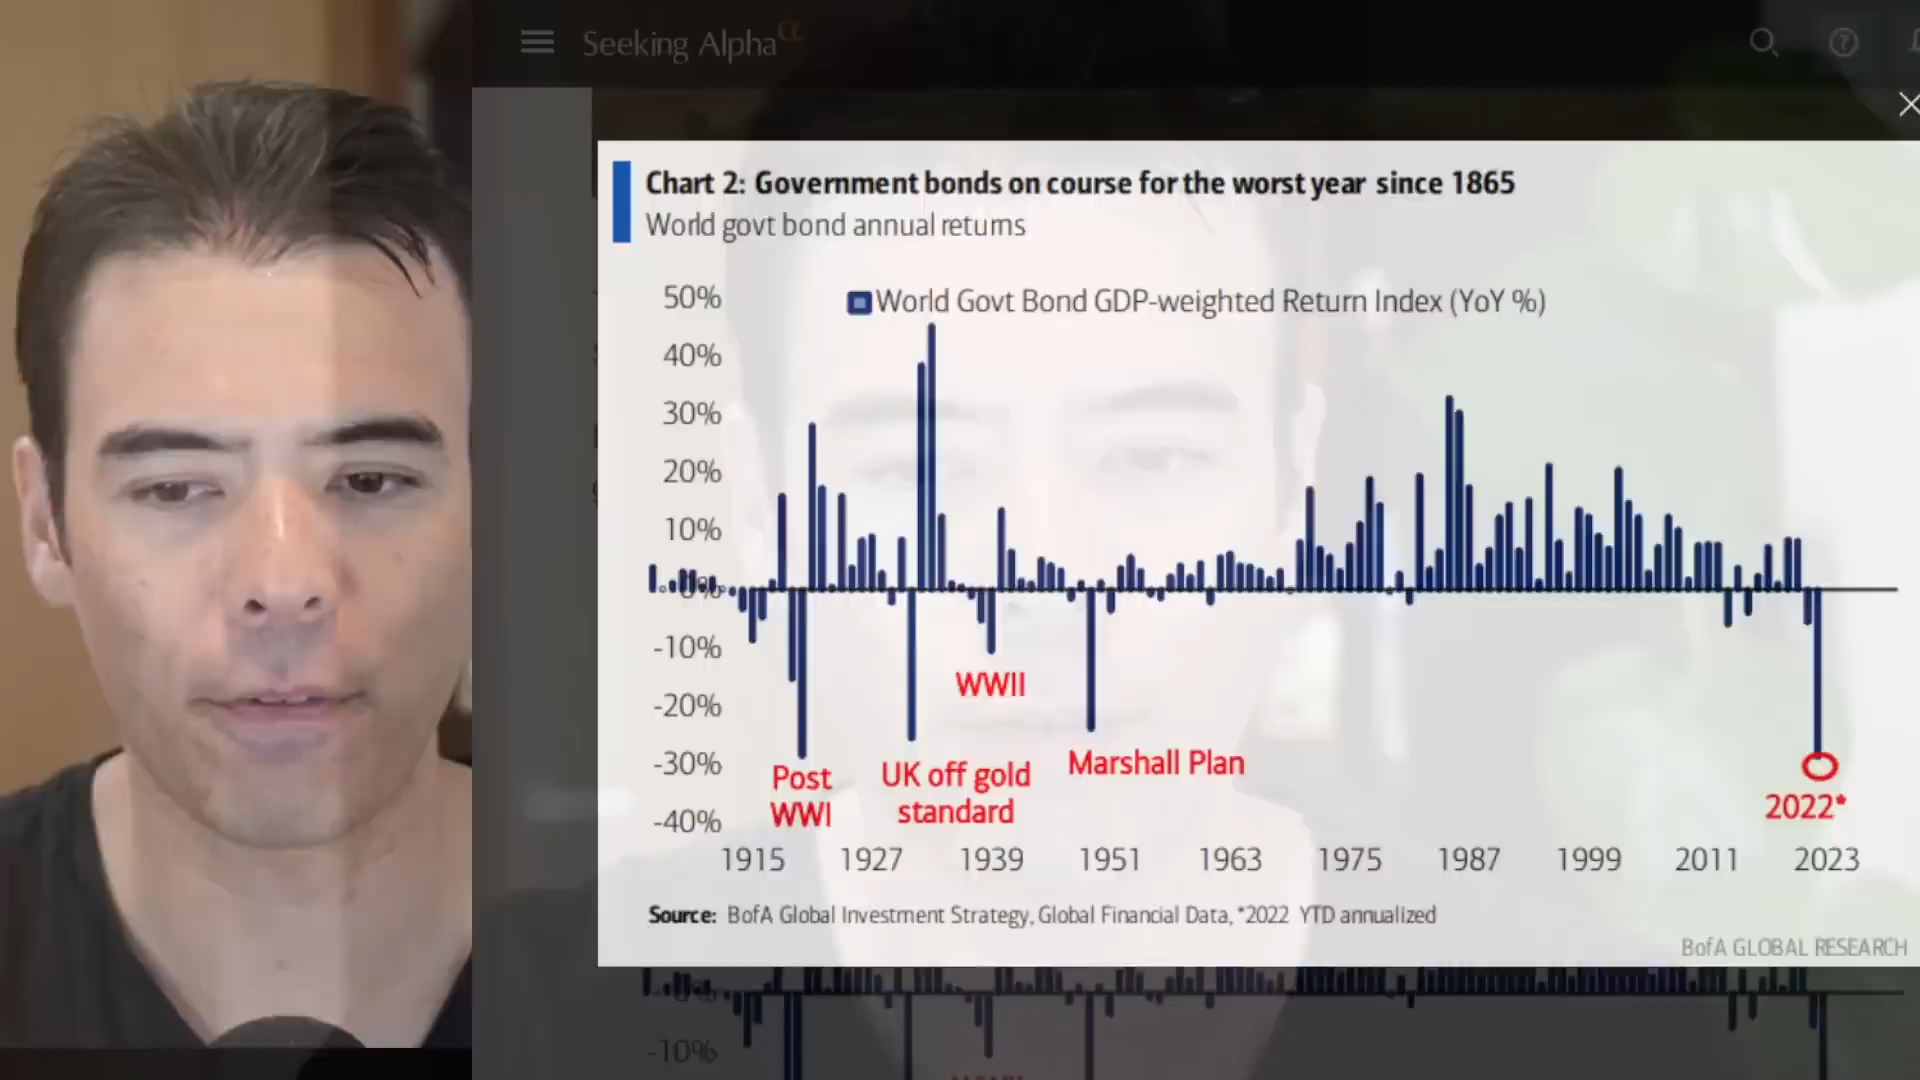 Seeking Alpha α
Chart 2: Government bonds on course for the worst year since 1865
World govt bond annual returns
World Govt Bond GDP-weighted Return Index (YoY %)
50%
40%
30%
20%
10%
0%
-10%
-20%
-30%
-40%
WWII
Post
WWI
UK off gold
standard
Marshall Plan
2022*
1915 1927 1939 1951 1963 1975 1987 1999 2011 2023
Source: BofA Global Investment Strategy, Global Financial Data, *2022 YTD annualized
BofA GLOBAL RESEARCH
-10%